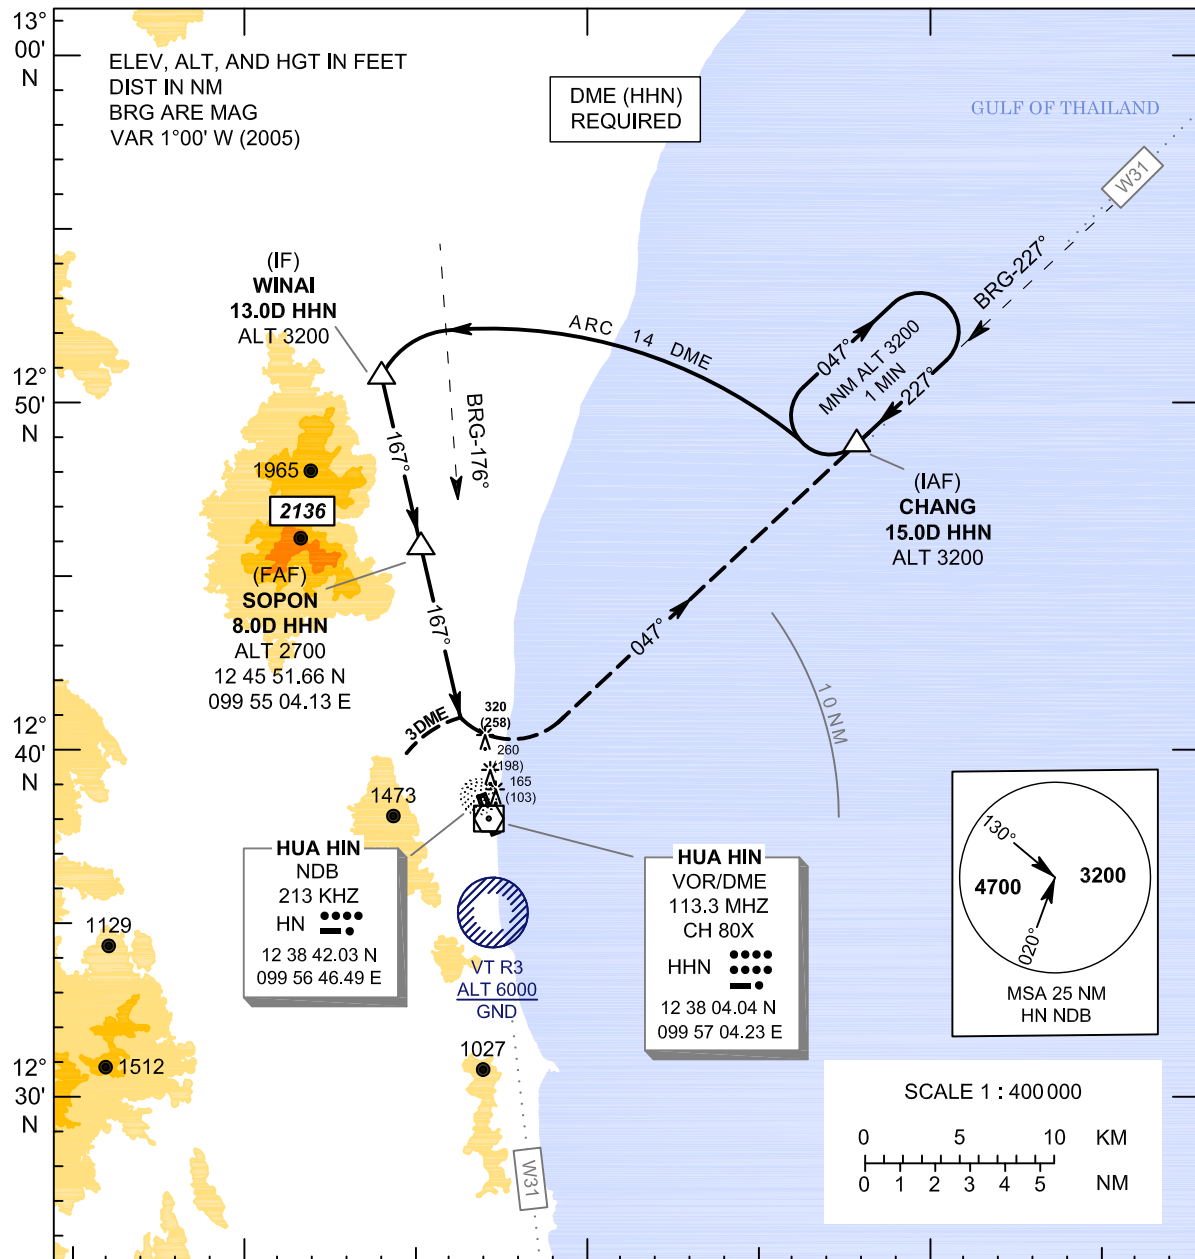 13°
00'
N
ELEV, ALT, AND HGT IN FEET
DIST IN NM
BRG ARE MAG
VAR 1°00' W (2005)
DME (HHN)
REQUIRED
GULF OF THAILAND
W31
BRG-227°
(IF)
WINAI
13.0D HHN
ALT 3200
ARC 14 DME
047°
MNM ALT 3200
1 MIN
227°
12°
50'
N
BRG-176°
167°
1965
2136
(IAF)
CHANG
15.0D HHN
ALT 3200
(FAF)
SOPON
8.0D HHN
ALT 2700
12 45 51.66 N
099 55 04.13 E
167°
047°
10NM
12°
40'
N
3DME
320
(258)
260
(198)
165
(103)
1473
HUA HIN
NDB
213 KHZ
HN
12 38 42.03 N
099 56 46.49 E
HUA HIN
VOR/DME
113.3 MHZ
CH 80X
HHN
12 38 04.04 N
099 57 04.23 E
130°
4700
3200
020°
MSA 25 NM
HN NDB
1129
VT R3
ALT 6000
GND
1512
1027
12°
30'
N
W31
SCALE 1 : 400 000
0 5 10 KM
0 1 2 3 4 5 NM